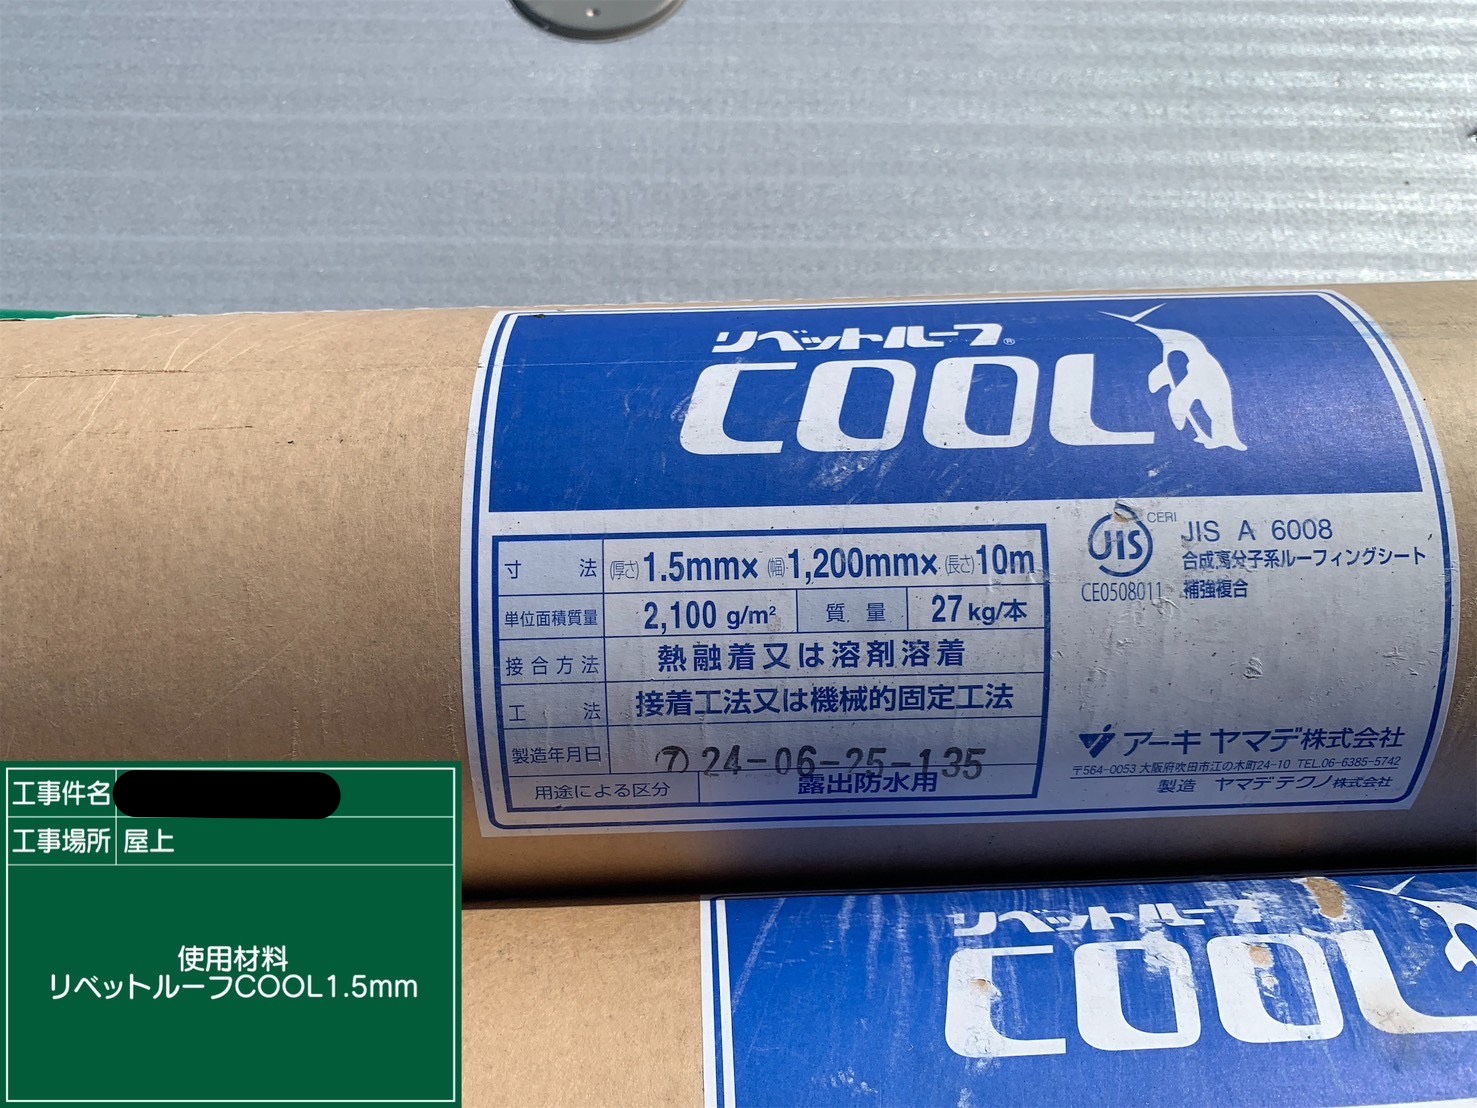 リベットルーフ®
COOL
寸法 (厚さ)1.5mm×(幅)1,200mm×(長さ)10m
単位面積質量 2,100 g/m² 質量 27kg/本
接合方法 熱融着又は溶剤溶着
工法 接着工法又は機械的固定工法
製造年月日 ⑦24-06-25-135
用途による区分 露出防水用
JIS CERI JIS A 6008
合成高分子系ルーフィングシート
CE0508011 補強複合
アーキヤマデ株式会社
〒564-0053 大阪府吹田市江の木町24-10 TEL.06-6385-5742
製造 ヤマデテクノ株式会社
リベットルーフ
COOL
工事件名
工事場所 屋上
使用材料
リベットルーフCOOL1.5mm